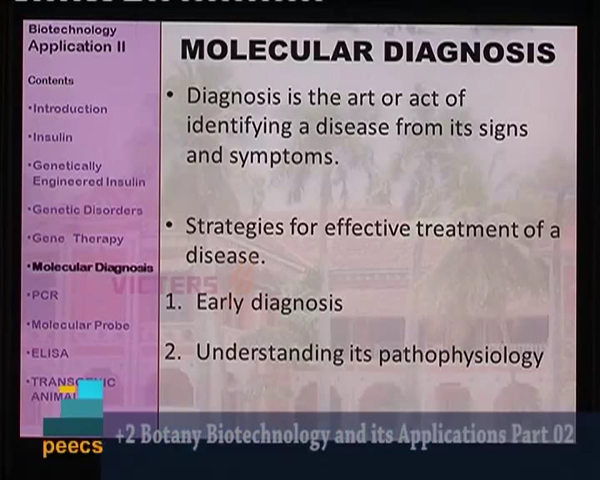 Biotechnology
Application II
Contents
•Introduction
•Insulin
•Genetically
Engineered Insulin
•Genetic Disorders
•Gene Therapy
•Molecular Diagnosis
•PCR
•Molecular Probe
•ELISA
MOLECULAR DIAGNOSIS
• Diagnosis is the art or act of
identifying a disease from its signs
and symptoms.
• Strategies for effective treatment of a
disease.
1. Early diagnosis
2. Understanding its pathophysiology
VICTERS
peecs
+2 Botany Biotechnology and its Applications Part 02